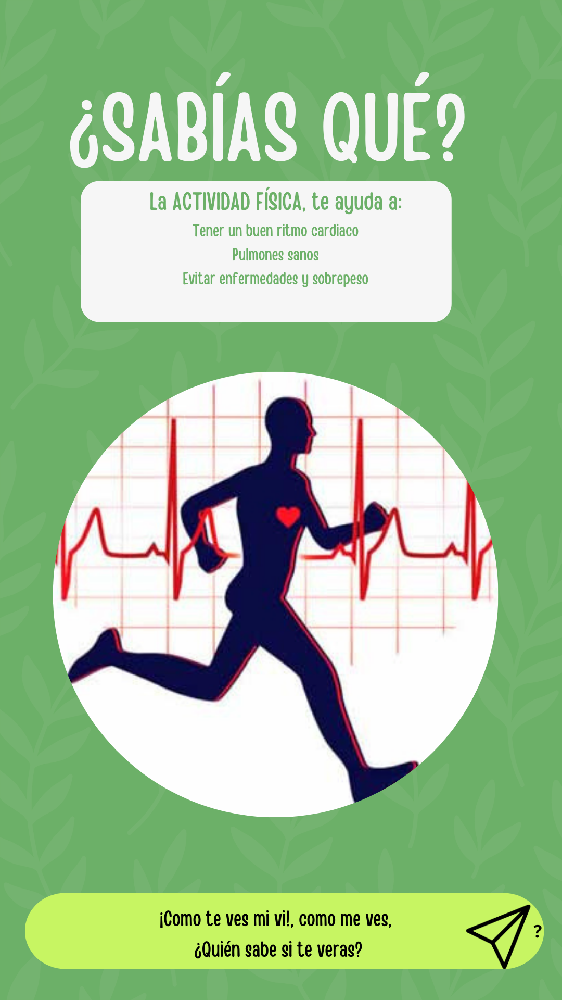 ¿SABÍAS QUÉ?
La ACTIVIDAD FÍSICA, te ayuda a:
Tener un buen ritmo cardiaco
Pulmones sanos
Evitar enfermedades y sobrepeso
¡Como te ves mi vi!, como me ves,
¿Quién sabe si te veras?
?